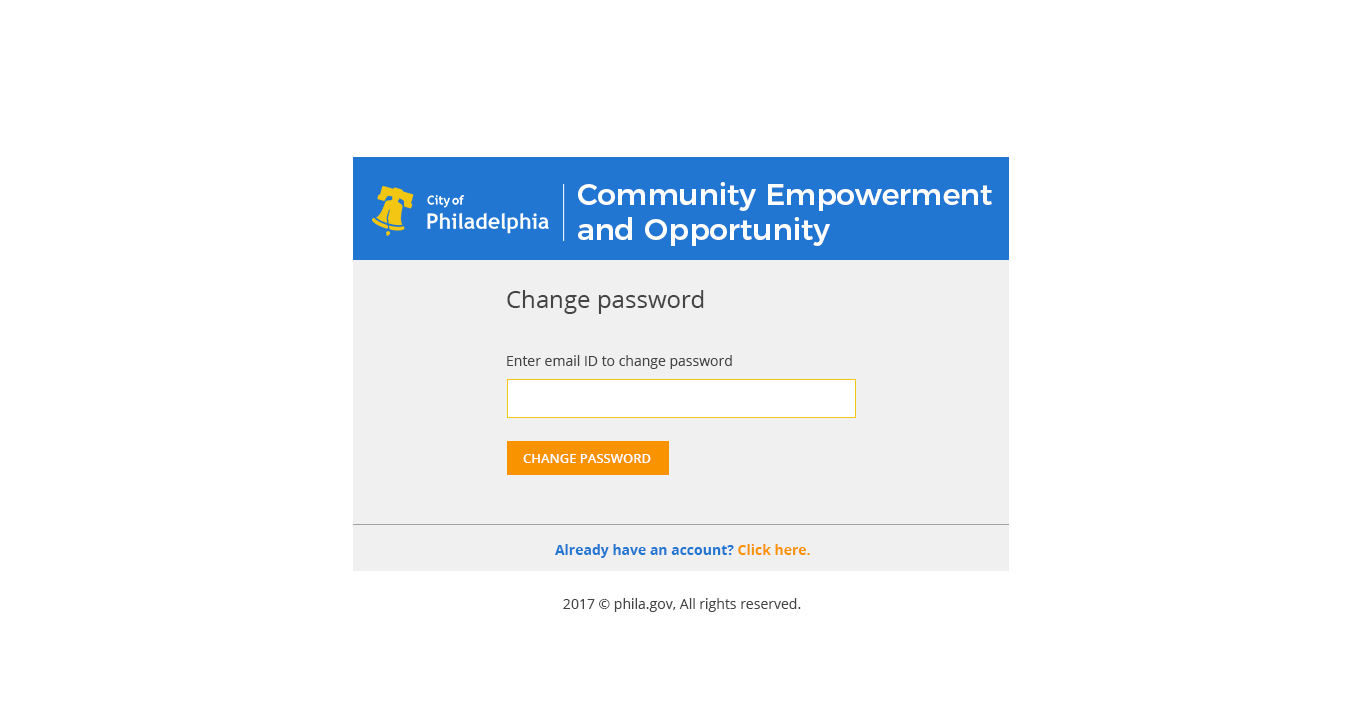 City of
Philadelphia
Community Empowerment
and Opportunity
Change password
Enter email ID to change password
CHANGE PASSWORD
Already have an account? Click here.
2017 © phila.gov, All rights reserved.